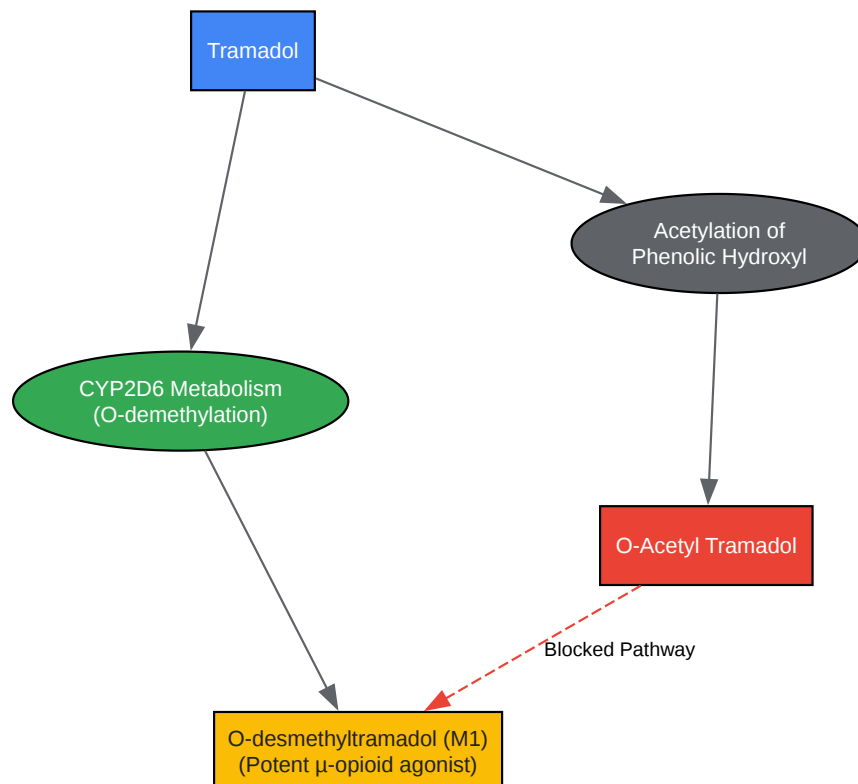 Tramadol
Acetylation of
Phenolic Hydroxyl
CYP2D6 Metabolism
(O-demethylation)
O-Acetyl Tramadol
Blocked Pathway
O-desmethyltramadol (M1)
(Potent µ-opioid agonist)